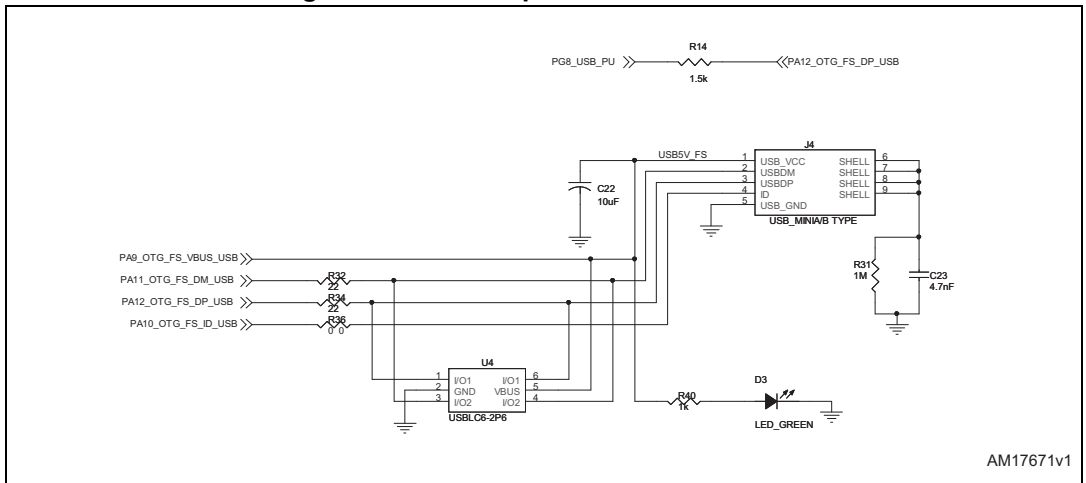 R14
PG8_USB_PU
PA12_OTG_FS_DP_USB
1.5k
J4
USB5V_FS
1 USB_VCC SHELL 6
2 USBDM SHELL 7
3 USBDP SHELL 8
4 ID SHELL 9
5 USB_GND
USB_MINIA/B TYPE
C22
10uF
PA9_OTG_FS_VBUS_USB
PA11_OTG_FS_DM_USB
R32
22
PA12_OTG_FS_DP_USB
R34
22
PA10_OTG_FS_ID_USB
R36
0 0
R31
1M
C23
4.7nF
U4
1 I/O1 I/O1 6
2 GND VBUS 5
3 I/O2 I/O2 4
USBLC6-2P6
R40
1k
D3
LED_GREEN
AM17671v1